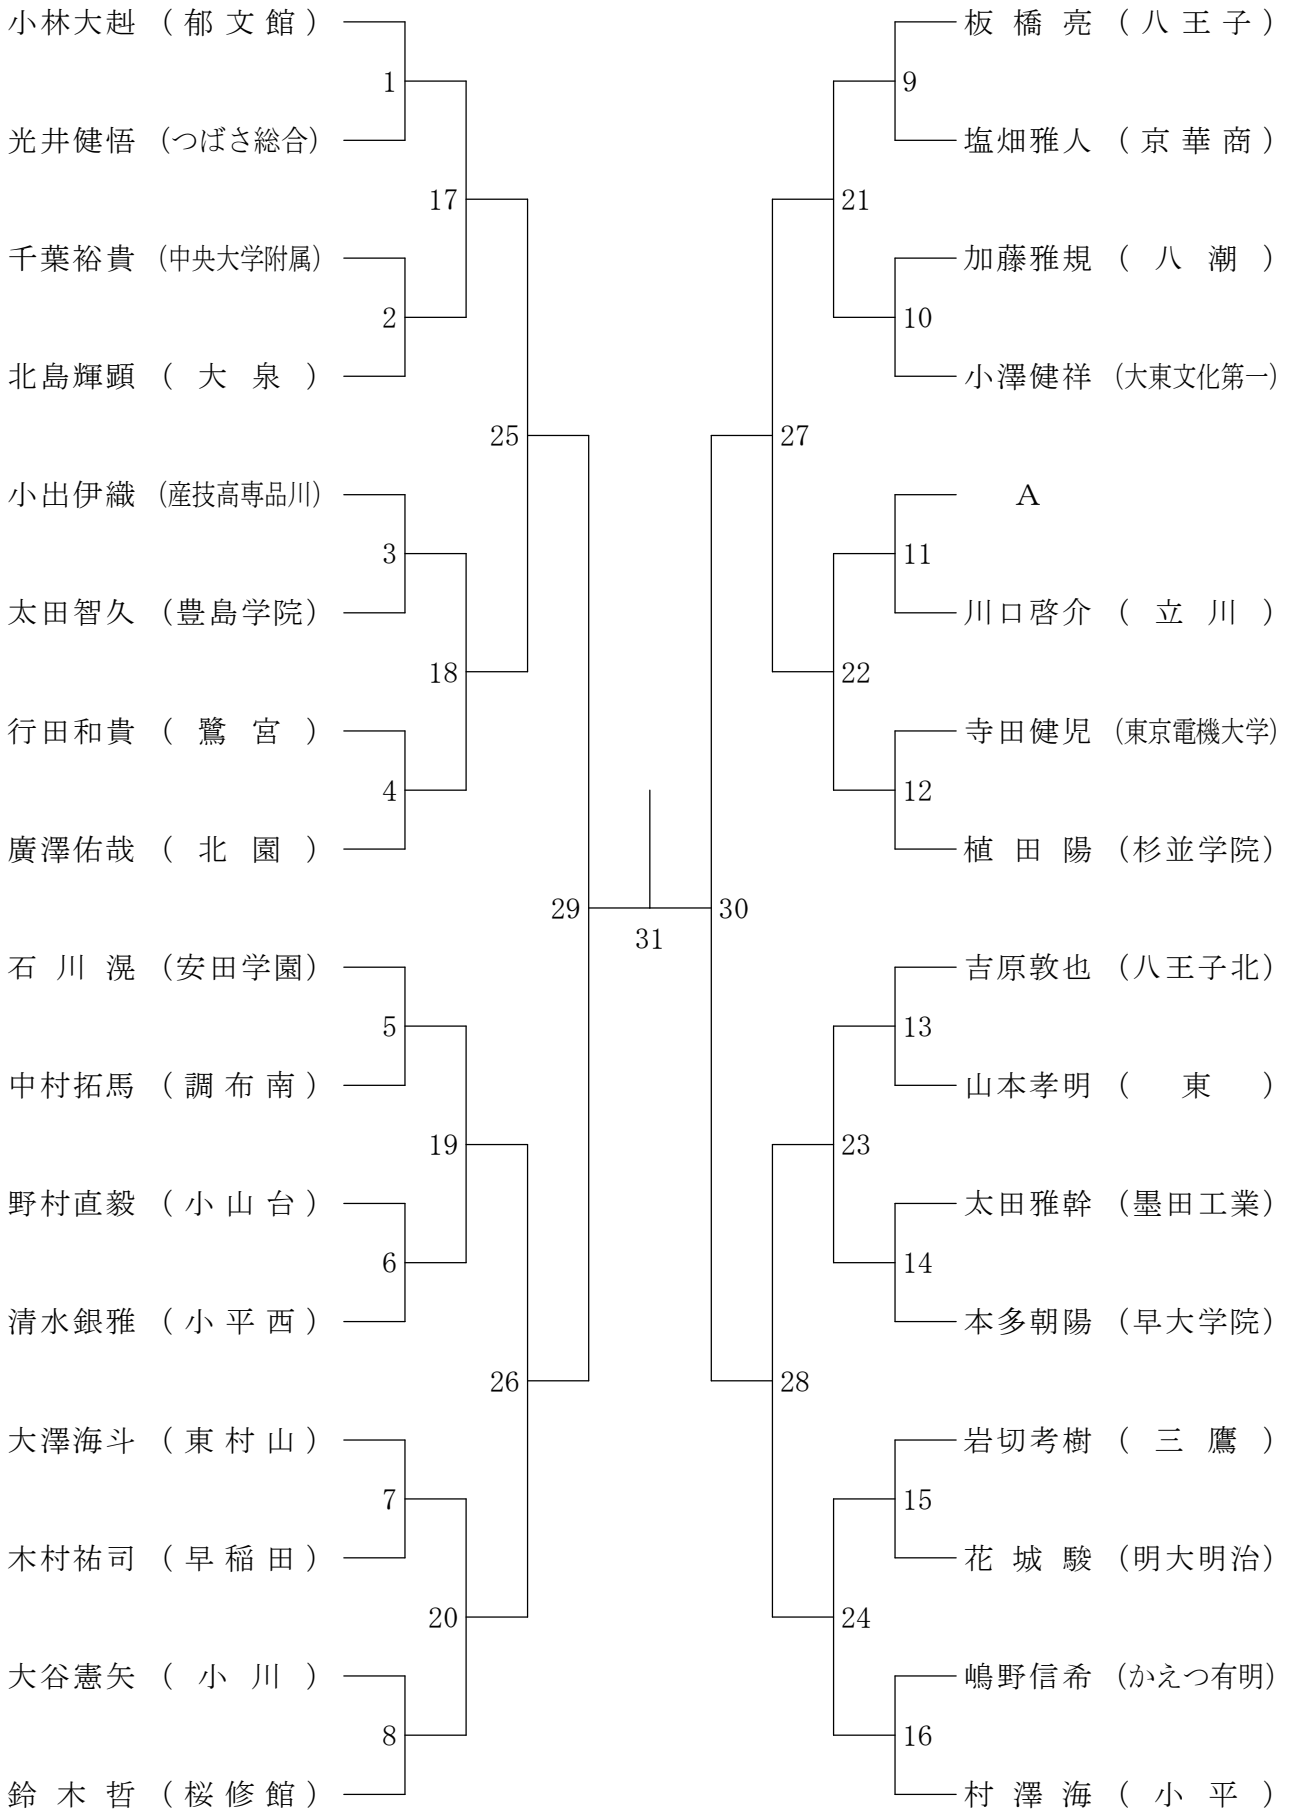 小林大赳 （郁文館）
1
光井健悟 （つばさ総合）
17
千葉裕貴 （中央大学附属）
2
北島輝顕 （大泉）
25
小出伊織 （産技高専品川）
3
太田智久 （豊島学院）
18
行田和貴 （鷺宮）
4
廣澤佑哉 （北園）
29
石川滉 （安田学園）
5
中村拓馬 （調布南）
19
野村直毅 （小山台）
6
清水銀雅 （小平西）
26
大澤海斗 （東村山）
7
木村祐司 （早稲田）
20
大谷憲矢 （小川）
8
鈴木哲 （桜修館）
31
板橋亮 （八王子）
9
塩畑雅人 （京華商）
21
加藤雅規 （八潮）
10
小澤健祥 （大東文化第一）
27
A
11
川口啓介 （立川）
22
寺田健児 （東京電機大学）
12
植田陽 （杉並学院）
30
吉原敦也 （八王子北）
13
山本孝明 （東）
23
太田雅幹 （墨田工業）
14
本多朝陽 （早大学院）
28
岩切考樹 （三鷹）
15
花城駿 （明大明治）
24
嶋野信希 （かえつ有明）
16
村澤海 （小平）